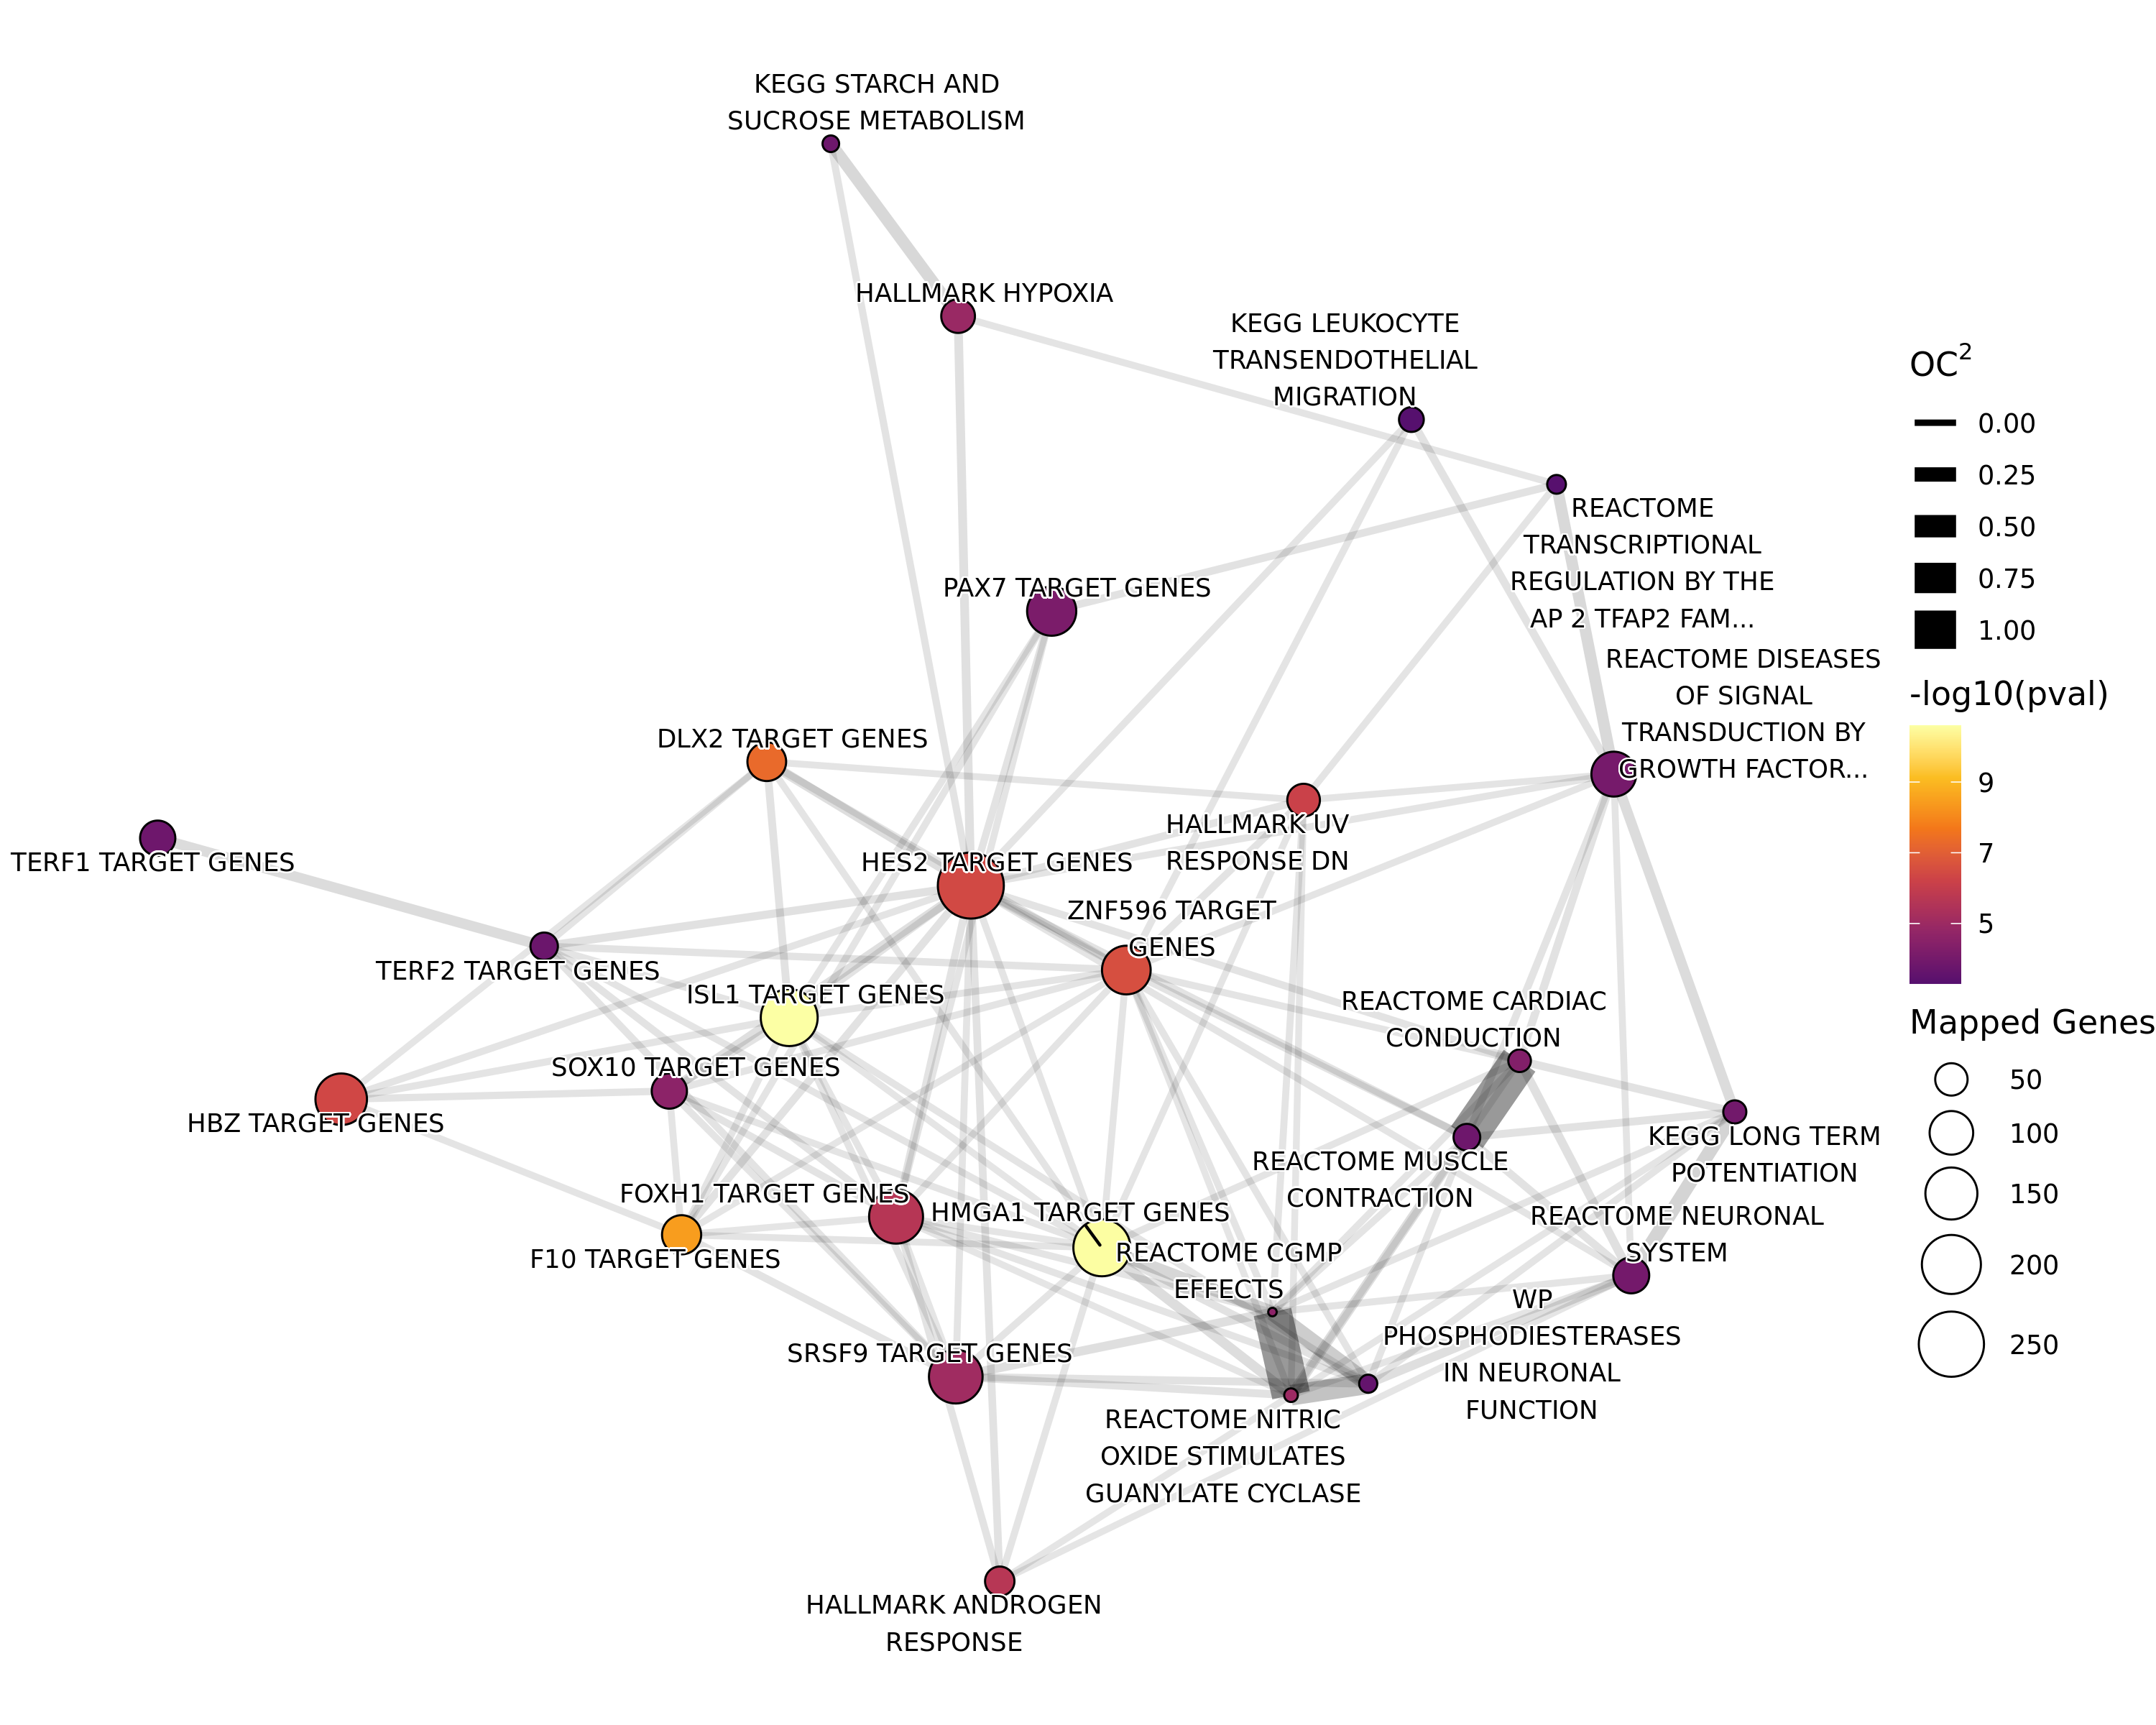 KEGG STARCH AND
SUCROSE METABOLISM
HALLMARK HYPOXIA
KEGG LEUKOCYTE
TRANSENDOTHELIAL
MIGRATION
REACTOME
TRANSCRIPTIONAL
REGULATION BY THE
AP 2 TFAP2 FAM...
PAX7 TARGET GENES
REACTOME DISEASES
OF SIGNAL
TRANSDUCTION BY
GROWTH FACTOR...
DLX2 TARGET GENES
HALLMARK UV
RESPONSE DN
TERF1 TARGET GENES
HES2 TARGET GENES
ZNF596 TARGET
GENES
TERF2 TARGET GENES
ISL1 TARGET GENES
REACTOME CARDIAC
CONDUCTION
SOX10 TARGET GENES
HBZ TARGET GENES
KEGG LONG TERM
POTENTIATION
REACTOME MUSCLE
CONTRACTION
FOXH1 TARGET GENES
HMGA1 TARGET GENES
REACTOME NEURONAL
SYSTEM
F10 TARGET GENES
REACTOME CGMP
EFFECTS
WP
PHOSPHODIESTERASES
IN NEURONAL
FUNCTION
SRSF9 TARGET GENES
REACTOME NITRIC
OXIDE STIMULATES
GUANYLATE CYCLASE
HALLMARK ANDROGEN
RESPONSE
OC²
0.00
0.25
0.50
0.75
1.00
-log10(pval)
9
7
5
Mapped Genes
50
100
150
200
250